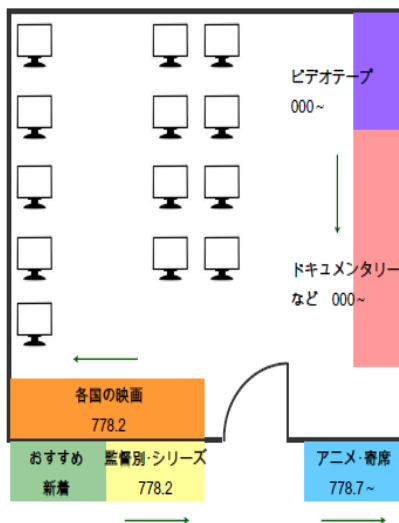 ビデオテープ
000~
ドキュメンタリー
など 000~
各国の映画
778.2
おすすめ
新着
監督別・シリーズ
778.2
アニメ・寄席
778.7~